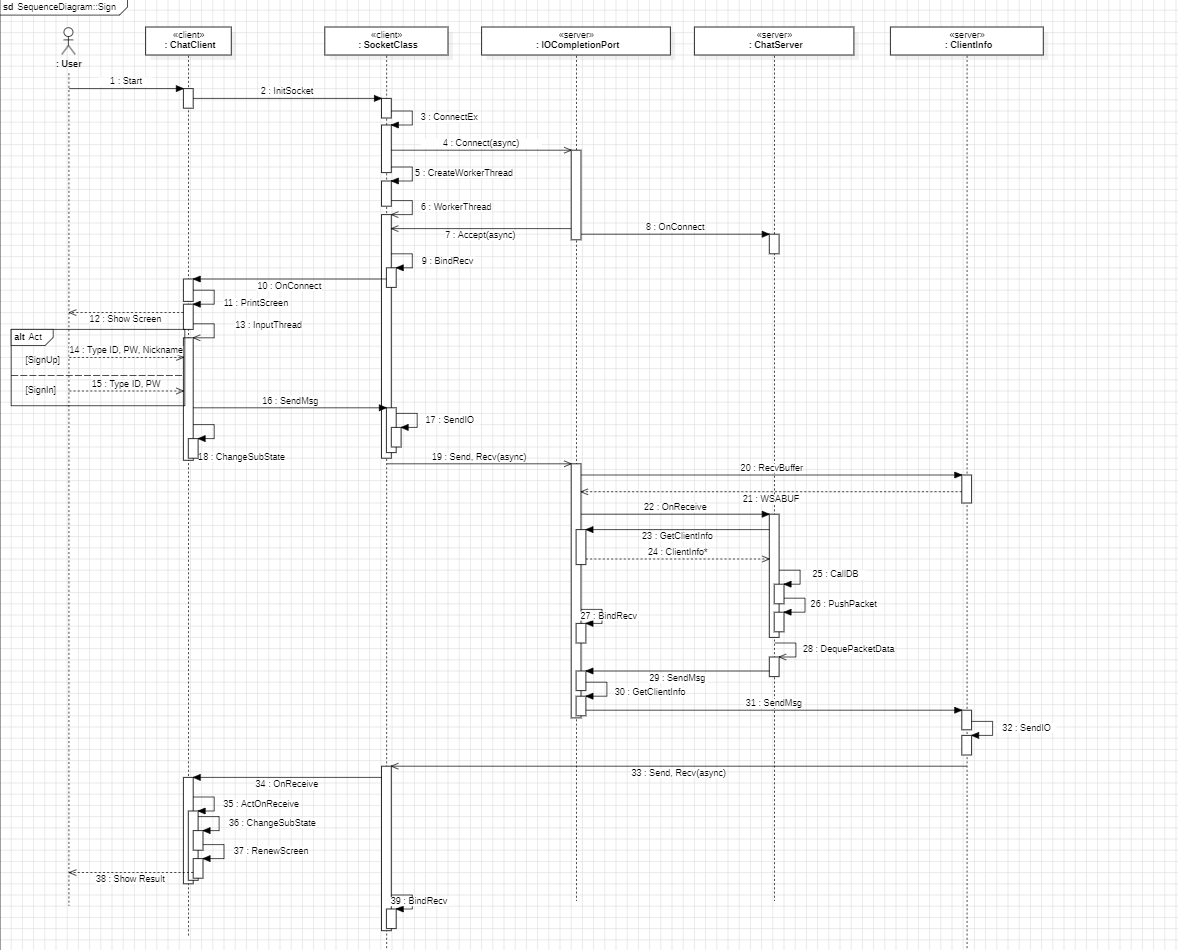 sd SequenceDiagram::Sign
: User
«client»
: ChatClient
«client»
: SocketClass
«server»
: IOCompletionPort
«server»
: ChatServer
«server»
: ClientInfo
1 : Start
2 : InitSocket
3 : ConnectEx
4 : Connect(async)
5 : CreateWorkerThread
6 : WorkerThread
7 : Accept(async)
8 : OnConnect
9 : BindRecv
10 : OnConnect
11 : PrintScreen
12 : Show Screen
13 : InputThread
alt Act
14 : Type ID, PW, Nickname
[SignUp]
15 : Type ID, PW
[SignIn]
16 : SendMsg
17 : SendIO
18 : ChangeSubState
19 : Send, Recv(async)
20 : RecvBuffer
21 : WSABUF
22 : OnReceive
23 : GetClientInfo
24 : ClientInfo*
25 : CallDB
26 : PushPacket
27 : BindRecv
28 : DequePacketData
29 : SendMsg
30 : GetClientInfo
31 : SendMsg
32 : SendIO
33 : Send, Recv(async)
34 : OnReceive
35 : ActOnReceive
36 : ChangeSubState
37 : RenewScreen
38 : Show Result
39 : BindRecv